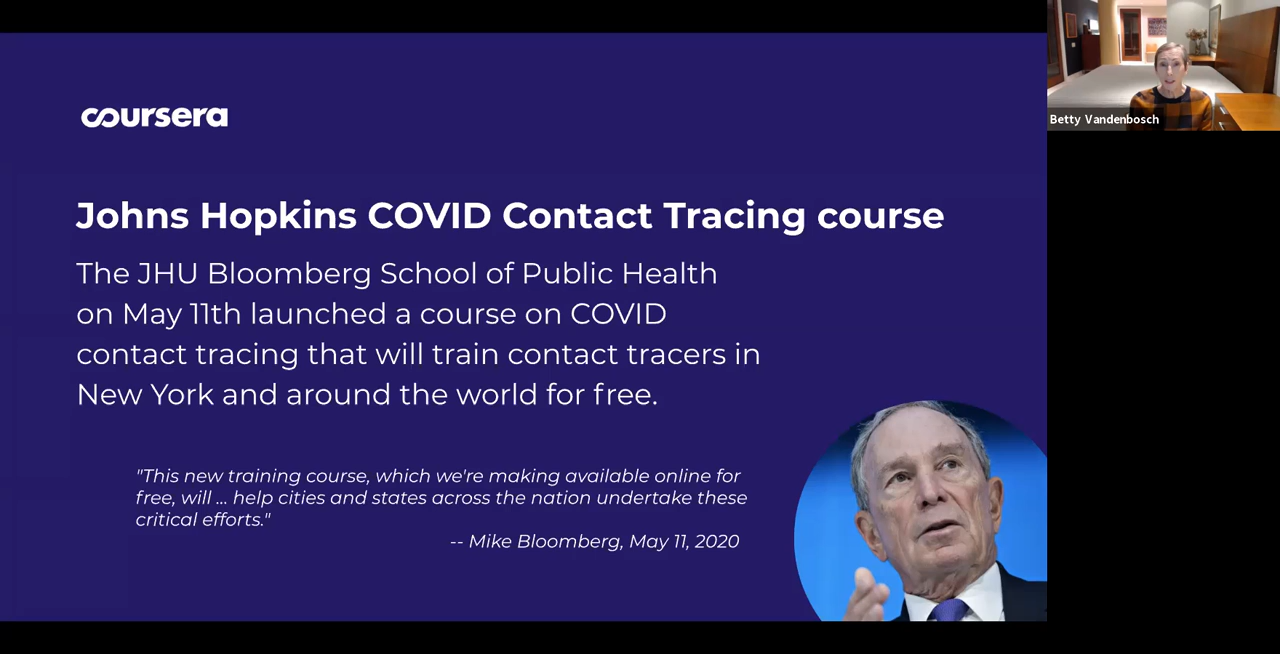 coursera
Johns Hopkins COVID Contact Tracing course
The JHU Bloomberg School of Public Health
on May 11th launched a course on COVID
contact tracing that will train contact tracers in
New York and around the world for free.
"This new training course, which we're making available online for
free, will ... help cities and states across the nation undertake these
critical efforts."
-- Mike Bloomberg, May 11, 2020
Betty Vandenbosch